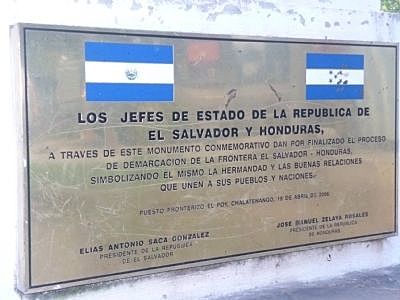 LOS JEFES DE ESTADO DE LA REPUBLICA DE
EL SALVADOR Y HONDURAS,
A TRAVES DE ESTE MONUMENTO CONMEMORATIVO DAN POR FINALIZADO EL PROCESO
DE DEMARCACION DE LA FRONTERA EL SALVADOR - HONDURAS,
SIMBOLIZANDO EL MISMO LA HERMANDAD Y LAS BUENAS RELACIONES
QUE UNEN A SUS PUEBLOS Y NACIONES.
PUESTO FRONTERIZO EL POY, CHALATENANGO, 18 DE ABRIL DE 2006.
ELIAS ANTONIO SACA GONZALEZ
PRESIDENTE DE LA REPUBLICA
DE EL SALVADOR
JOSE MANUEL ZELAYA ROSALES
PRESIDENTE DE LA REPUBLICA
DE HONDURAS